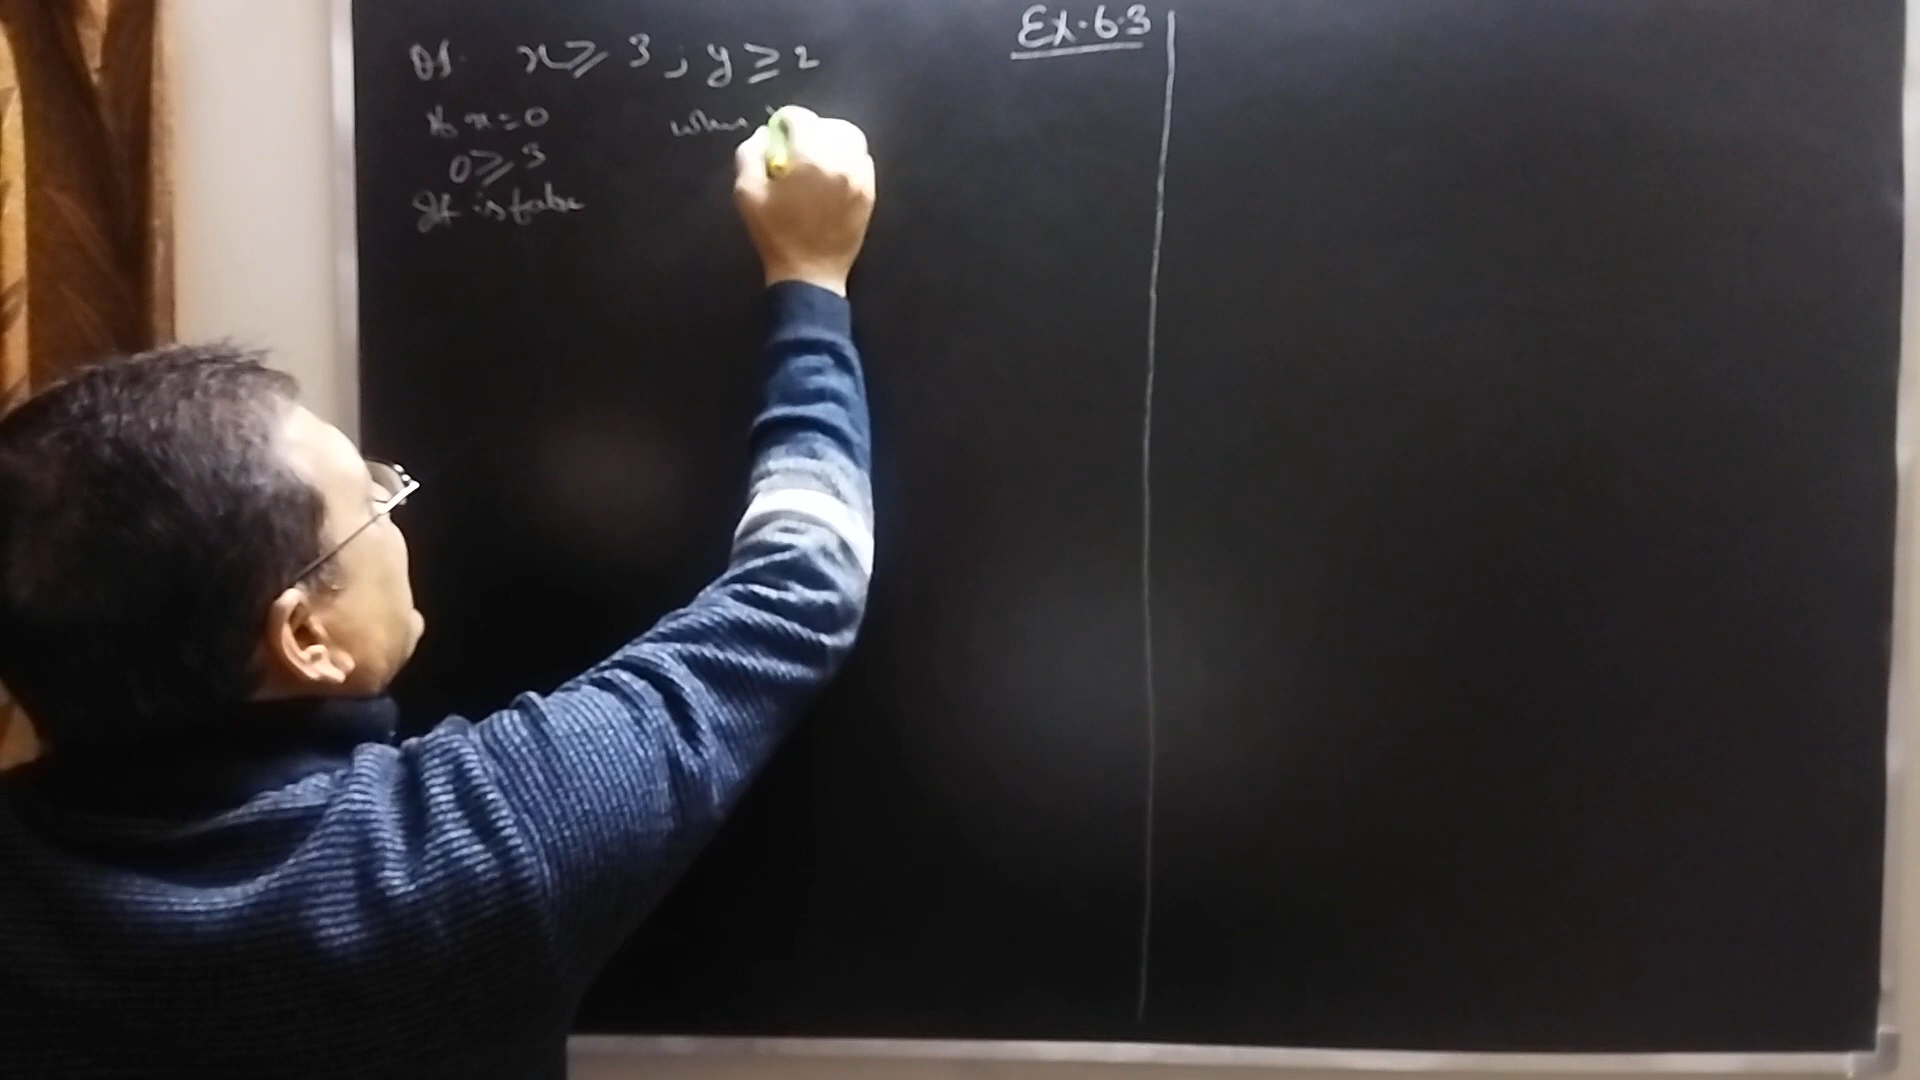 Ex.6.3
Q1. x ≥ 3 ; y ≥ 2
x = 0 when
0 ≥ 3
It is false